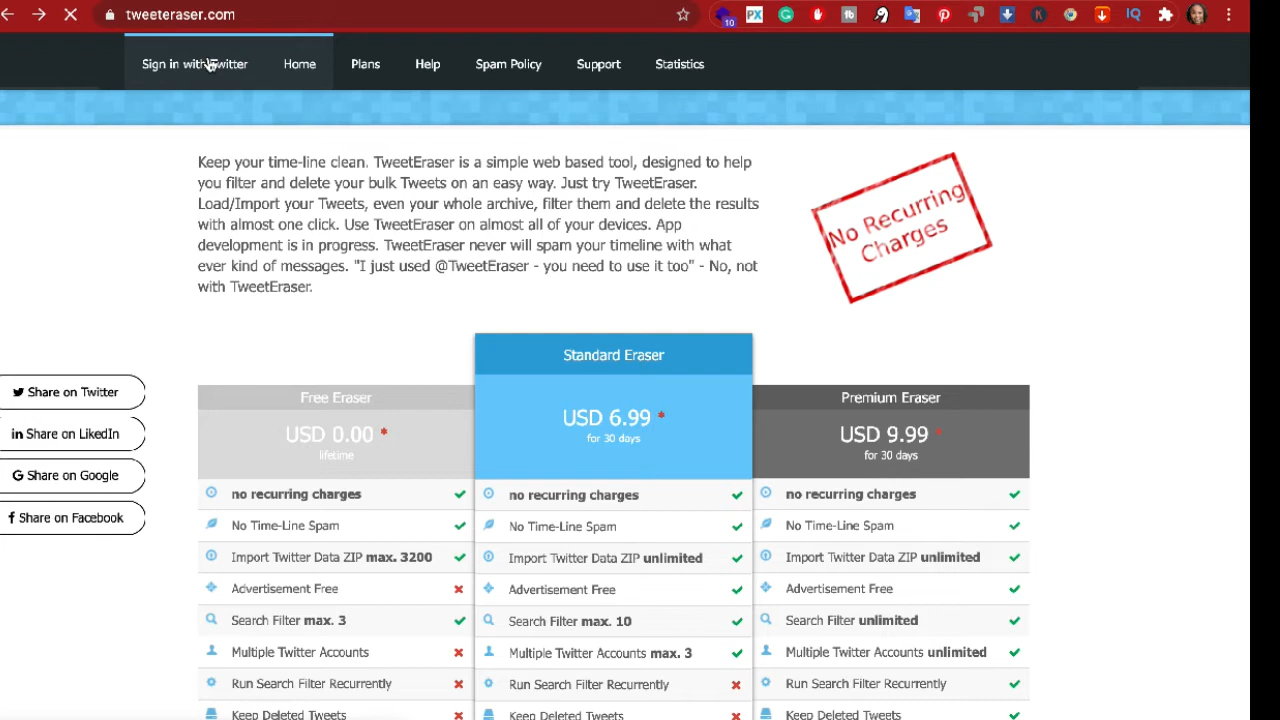 tweeteraser.com
10
PX
IQ
Sign in with Twitter Home Plans Help Spam Policy Support Statistics
Keep your time-line clean. TweetEraser is a simple web based tool, designed to help
you filter and delete your bulk Tweets on an easy way. Just try TweetEraser.
Load/Import your Tweets, even your whole archive, filter them and delete the results
with almost one click. Use TweetEraser on almost all of your devices. App
development is in progress. TweetEraser never will spam your timeline with what
ever kind of messages. "I just used @TweetEraser - you need to use it too" - No, not
with TweetEraser.
No Recurring
Charges
Share on Twitter
in Share on LikedIn
G Share on Google
f Share on Facebook
Free Eraser
USD 0.00 *
lifetime
no recurring charges
No Time-Line Spam
Import Twitter Data ZIP max. 3200
Advertisement Free
Search Filter max. 3
Multiple Twitter Accounts
Run Search Filter Recurrently
Keep Deleted Tweets
Standard Eraser
USD 6.99 *
for 30 days
no recurring charges
No Time-Line Spam
Import Twitter Data ZIP unlimited
Advertisement Free
Search Filter max. 10
Multiple Twitter Accounts max. 3
Run Search Filter Recurrently
Keep Deleted Tweets
Premium Eraser
USD 9.99 *
for 30 days
no recurring charges
No Time-Line Spam
Import Twitter Data ZIP unlimited
Advertisement Free
Search Filter unlimited
Multiple Twitter Accounts unlimited
Run Search Filter Recurrently
Keep Deleted Tweets